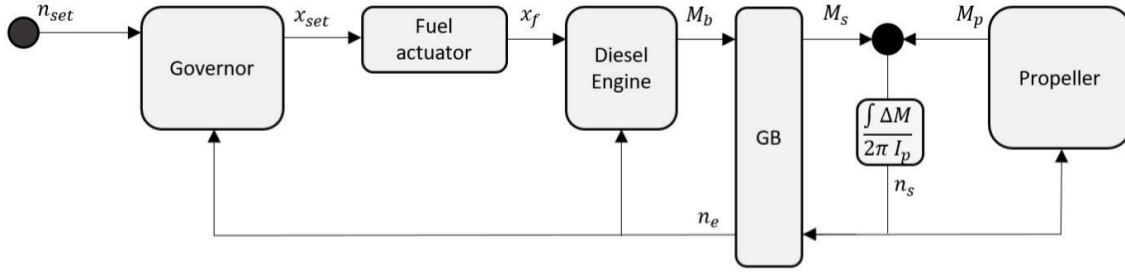 n_set
x_set
x_f
M_b
M_s
M_p
Governor
Fuel
actuator
Diesel
Engine
GB
Propeller
∫ ΔM
2π I_p
n_s
n_e